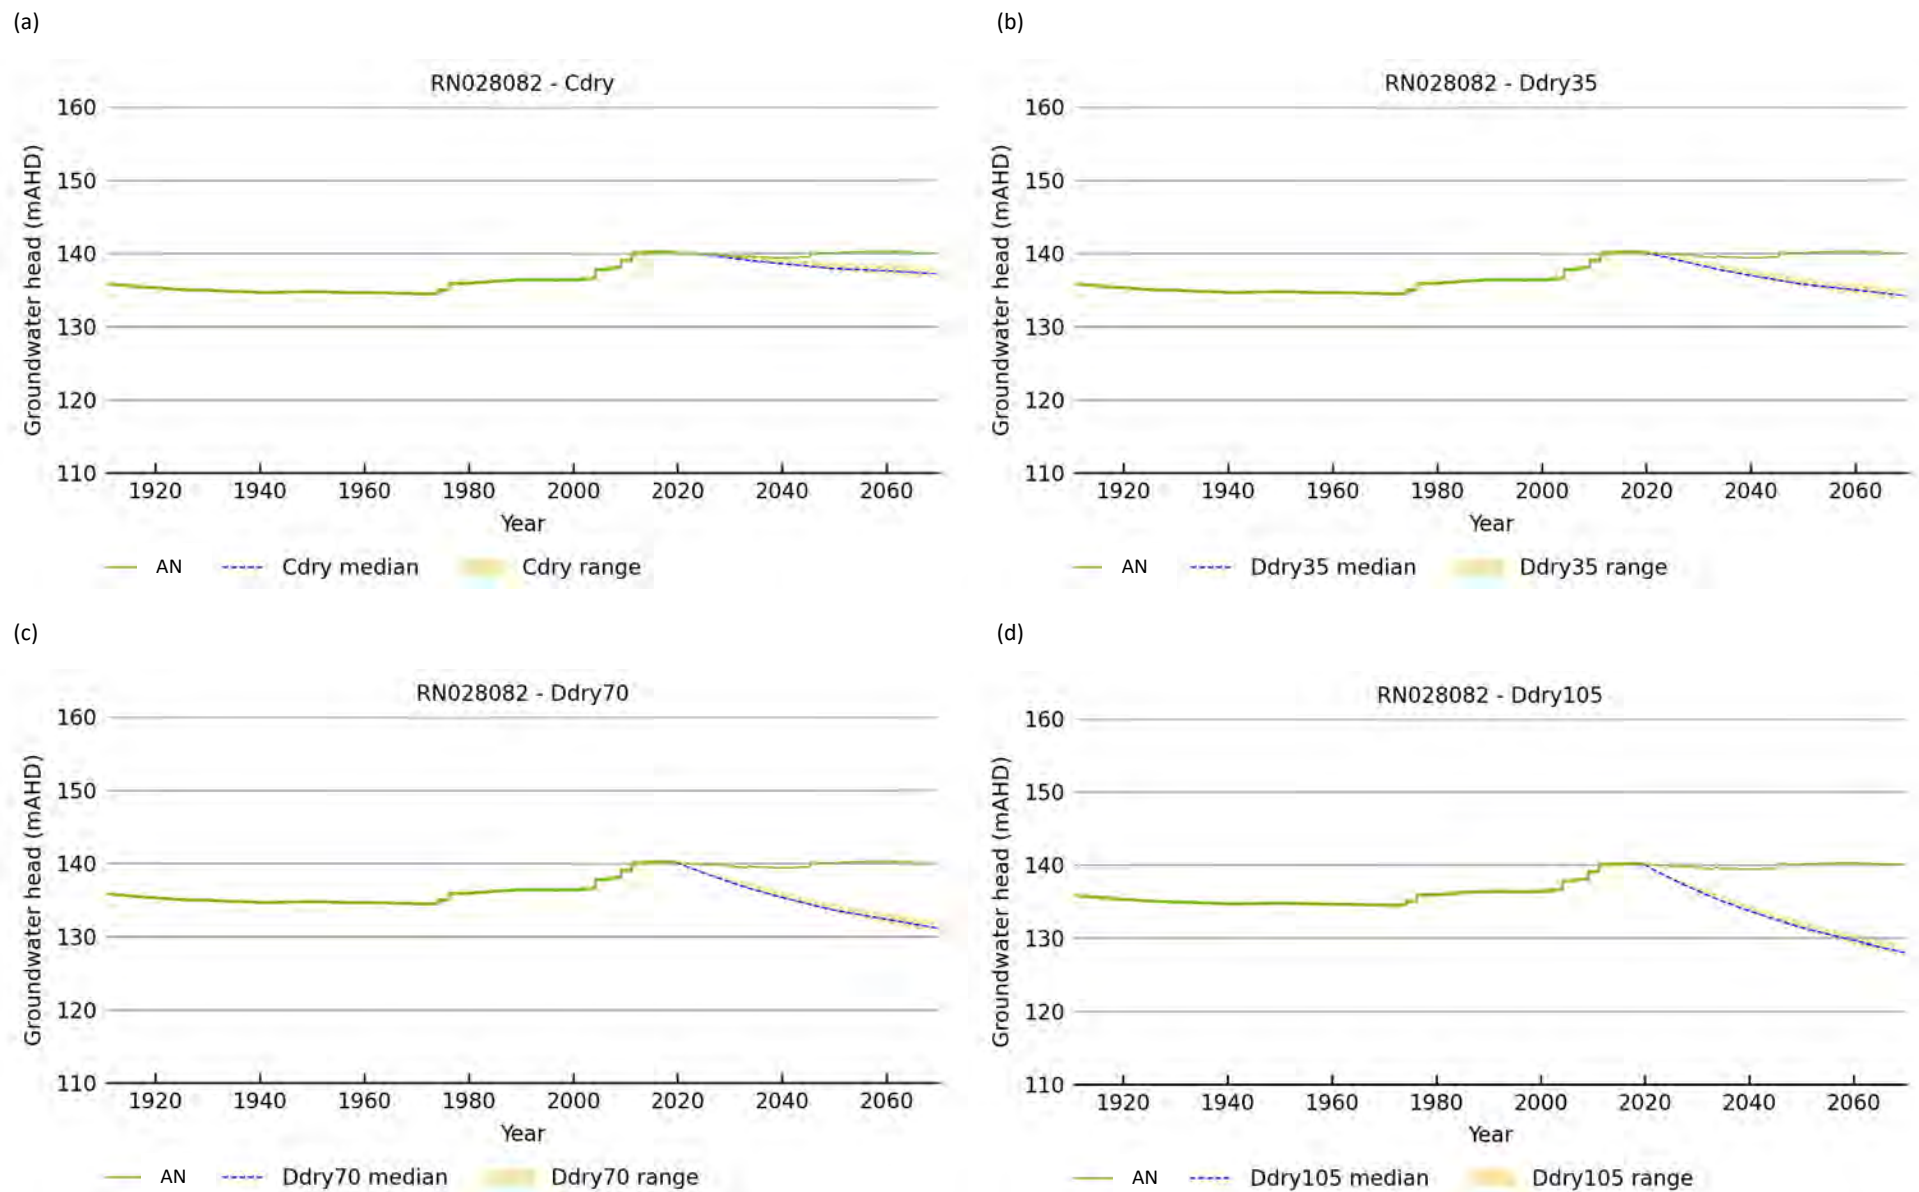 (a)
RN028082 - Cdry
160
150
140
130
120
110
Groundwater head (mAHD)
1920 1940 1960 1980 2000 2020 2040 2060
Year
AN Cdry median Cdry range
(b)
RN028082 - Ddry35
160
150
140
130
120
110
Groundwater head (mAHD)
1920 1940 1960 1980 2000 2020 2040 2060
Year
AN Ddry35 median Ddry35 range
(c)
RN028082 - Ddry70
160
150
140
130
120
110
Groundwater head (mAHD)
1920 1940 1960 1980 2000 2020 2040 2060
Year
AN Ddry70 median Ddry70 range
(d)
RN028082 - Ddry105
160
150
140
130
120
110
Groundwater head (mAHD)
1920 1940 1960 1980 2000 2020 2040 2060
Year
AN Ddry105 median Ddry105 range